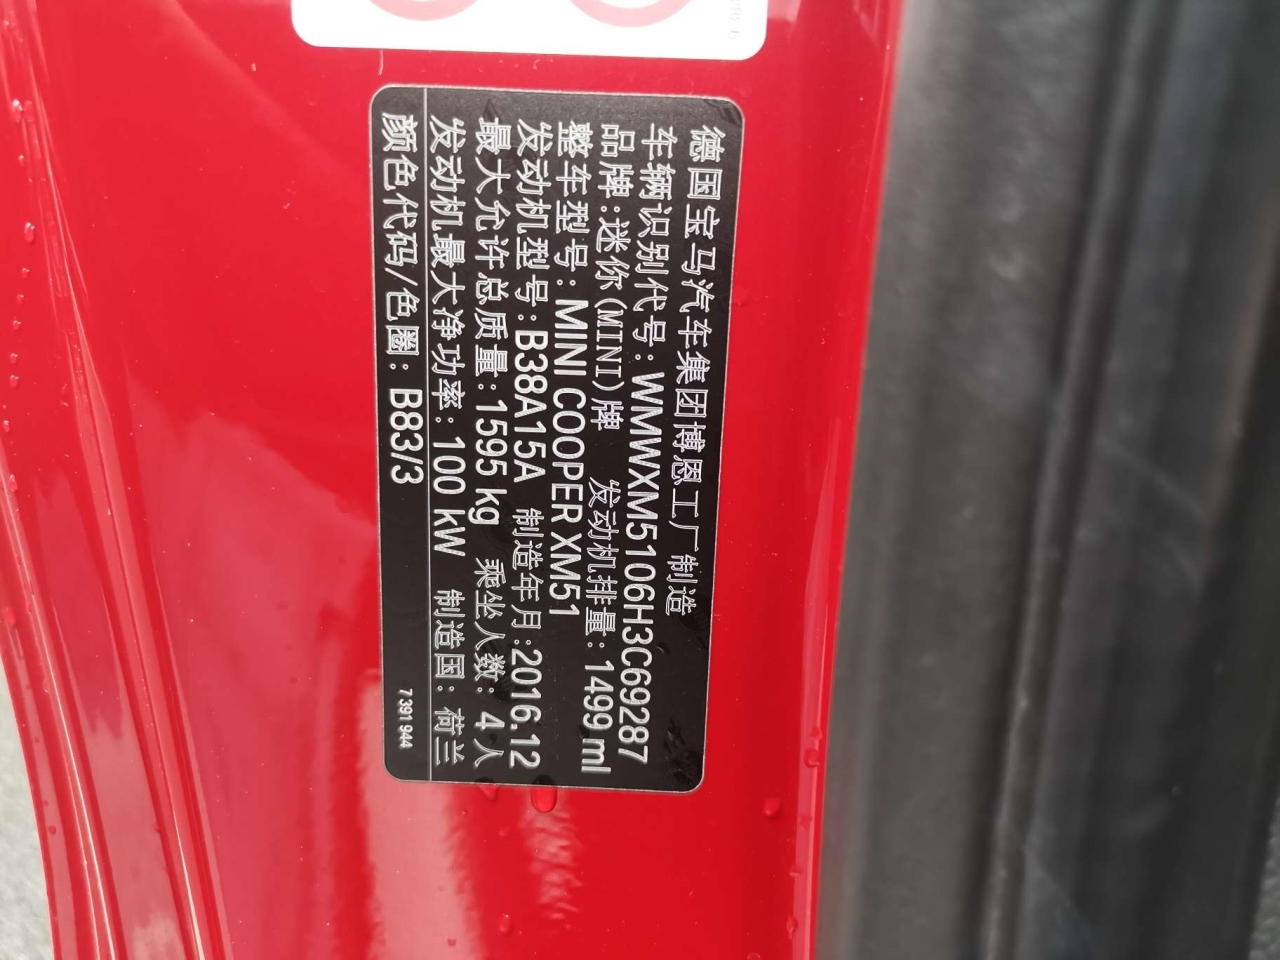 德国宝马汽车集团博恩工厂制造
车辆识别代号: WMWXM5106H3C69287
品牌:迷你(MINI)牌 发动机排量: 1499 ml
整车型号: MINI COOPER XM51
发动机型号: B38A15A 制造年月: 2016.12
最大允许总质量: 1595 kg 乘坐人数: 4人
发动机最大净功率: 100 kW 制造国: 荷兰
颜色代码/色圈: B83/3
7 391 944